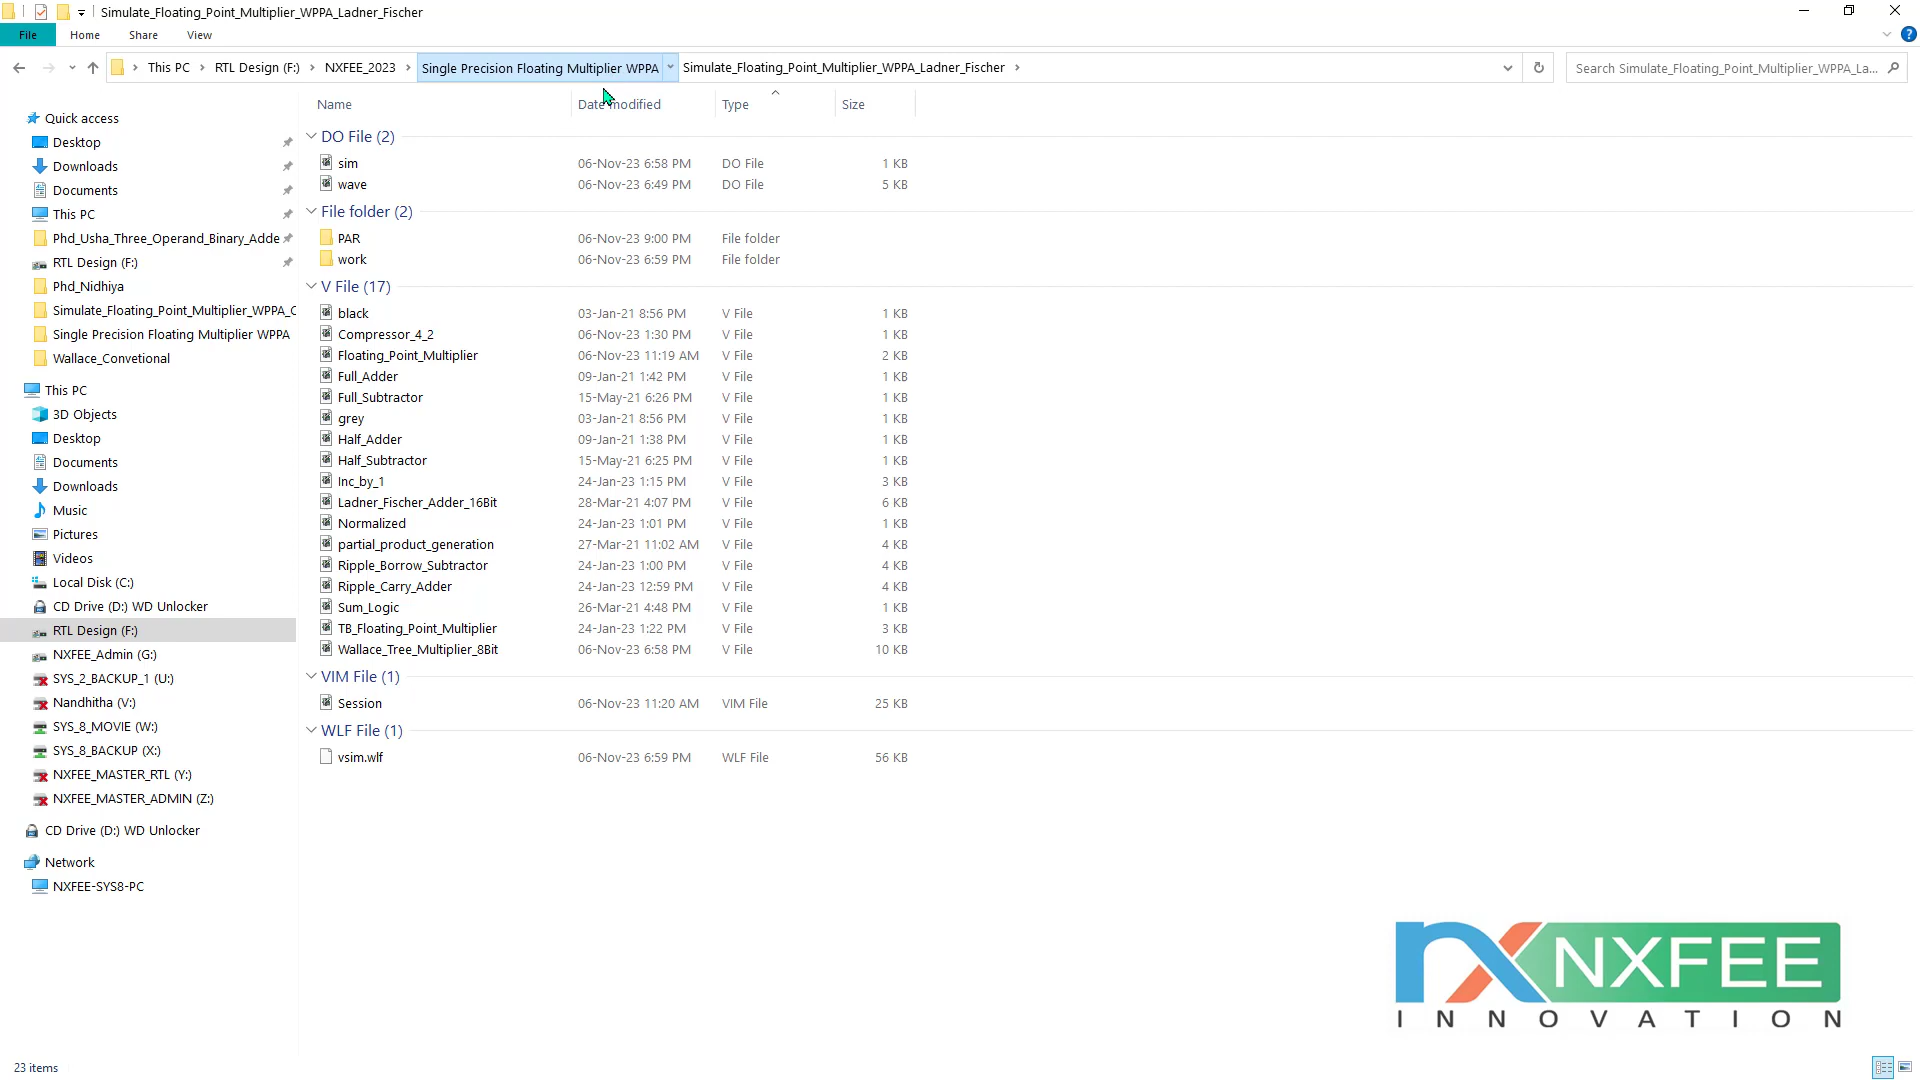 Simulate_Floating_Point_Multiplier_WPPA_Ladner_Fischer
File Home Share View
This PC RTL Design (F:) NXFEE_2023 Single Precision Floating Multiplier WPPA Simulate_Floating_Point_Multiplier_WPPA_Ladner_Fischer
Search Simulate_Floating_Point_Multiplier_WPPA_La...
Quick access
Desktop
Downloads
Documents
This PC
Phd_Usha_Three_Operand_Binary_Adde
RTL Design (F:)
Phd_Nidhiya
Simulate_Floating_Point_Multiplier_WPPA_C
Single Precision Floating Multiplier WPPA
Wallace_Convetional
This PC
3D Objects
Desktop
Documents
Downloads
Music
Pictures
Videos
Local Disk (C:)
CD Drive (D:) WD Unlocker
RTL Design (F:)
NXFEE_Admin (G:)
SYS_2_BACKUP_1 (U:)
Nandhitha (V:)
SYS_8_MOVIE (W:)
SYS_8_BACKUP (X:)
NXFEE_MASTER_RTL (Y:)
NXFEE_MASTER_ADMIN (Z:)
CD Drive (D:) WD Unlocker
Network
NXFEE-SYS8-PC
Name Date modified Type Size
DO File (2)
sim 06-Nov-23 6:58 PM DO File 1 KB
wave 06-Nov-23 6:49 PM DO File 5 KB
File folder (2)
PAR 06-Nov-23 9:00 PM File folder
work 06-Nov-23 6:59 PM File folder
V File (17)
black 03-Jan-21 8:56 PM V File 1 KB
Compressor_4_2 06-Nov-23 1:30 PM V File 1 KB
Floating_Point_Multiplier 06-Nov-23 11:19 AM V File 2 KB
Full_Adder 09-Jan-21 1:42 PM V File 1 KB
Full_Subtractor 15-May-21 6:26 PM V File 1 KB
grey 03-Jan-21 8:56 PM V File 1 KB
Half_Adder 09-Jan-21 1:38 PM V File 1 KB
Half_Subtractor 15-May-21 6:25 PM V File 1 KB
Inc_by_1 24-Jan-23 1:15 PM V File 3 KB
Ladner_Fischer_Adder_16Bit 28-Mar-21 4:07 PM V File 6 KB
Normalized 24-Jan-23 1:01 PM V File 1 KB
partial_product_generation 27-Mar-21 11:02 AM V File 4 KB
Ripple_Borrow_Subtractor 24-Jan-23 1:00 PM V File 4 KB
Ripple_Carry_Adder 24-Jan-23 12:59 PM V File 4 KB
Sum_Logic 26-Mar-21 4:48 PM V File 1 KB
TB_Floating_Point_Multiplier 24-Jan-23 1:22 PM V File 3 KB
Wallace_Tree_Multiplier_8Bit 06-Nov-23 6:58 PM V File 10 KB
VIM File (1)
Session 06-Nov-23 11:20 AM VIM File 25 KB
WLF File (1)
vsim.wlf 06-Nov-23 6:59 PM WLF File 56 KB
NXFEE
INNOVATION
23 items